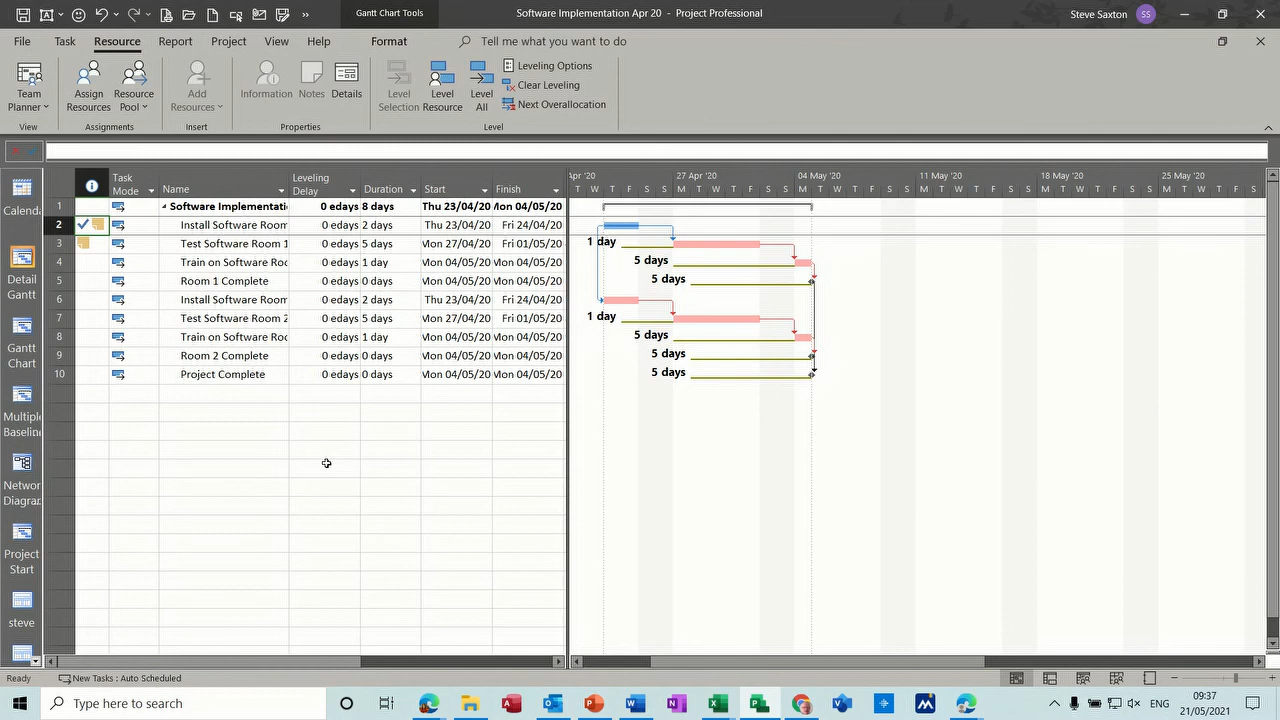 Gantt Chart Tools
Software Implementation Apr 20 - Project Professional
Steve Saxton
SS
File Task Resource Report Project View Help Format Tell me what you want to do
Team Planner
Assign Resources
Resource Pool
Add Resources
Information
Notes
Details
Level Selection
Level Resource
Level All
Leveling Options
Clear Leveling
Next Overallocation
View Assignments Insert Properties Level
Task Mode Name Leveling Delay Duration Start Finish
Apr '20 27 Apr '20 04 May '20 11 May '20 18 May '20 25 May '20
T W T F S S M T W T F S S M T W T F S S M T W T F S S M T W T F S S M T W T F S
1 Software Implementati 0 edays 8 days Thu 23/04/20 Mon 04/05/20
2 Install Software Room 0 edays 2 days Thu 23/04/20 Fri 24/04/20
3 Test Software Room 1 0 edays 5 days Mon 27/04/20 Fri 01/05/20 1 day
4 Train on Software Roo 0 edays 1 day Mon 04/05/20 Mon 04/05/20 5 days
5 Room 1 Complete 0 edays 0 days Mon 04/05/20 Mon 04/05/20 5 days
6 Install Software Room 0 edays 2 days Thu 23/04/20 Fri 24/04/20
7 Test Software Room 2 0 edays 5 days Mon 27/04/20 Fri 01/05/20 1 day
8 Train on Software Roo 0 edays 1 day Mon 04/05/20 Mon 04/05/20 5 days
9 Room 2 Complete 0 edays 0 days Mon 04/05/20 Mon 04/05/20 5 days
10 Project Complete 0 edays 0 days Mon 04/05/20 Mon 04/05/20 5 days
Calenda
Detail Gantt
Gantt Chart
Multiple Baselin
Network Diagra
Project Start
steve
Ready New Tasks : Auto Scheduled
Type here to search
ENG
09:37
21/05/2021